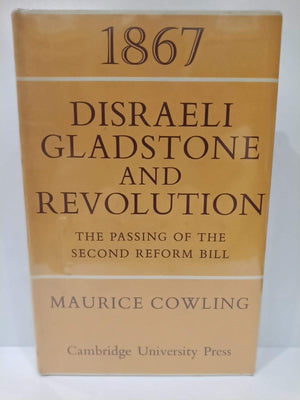 1867
DISRAELI
GLADSTONE
AND
REVOLUTION
THE PASSING OF THE
SECOND REFORM BILL
MAURICE COWLING
Cambridge University Press